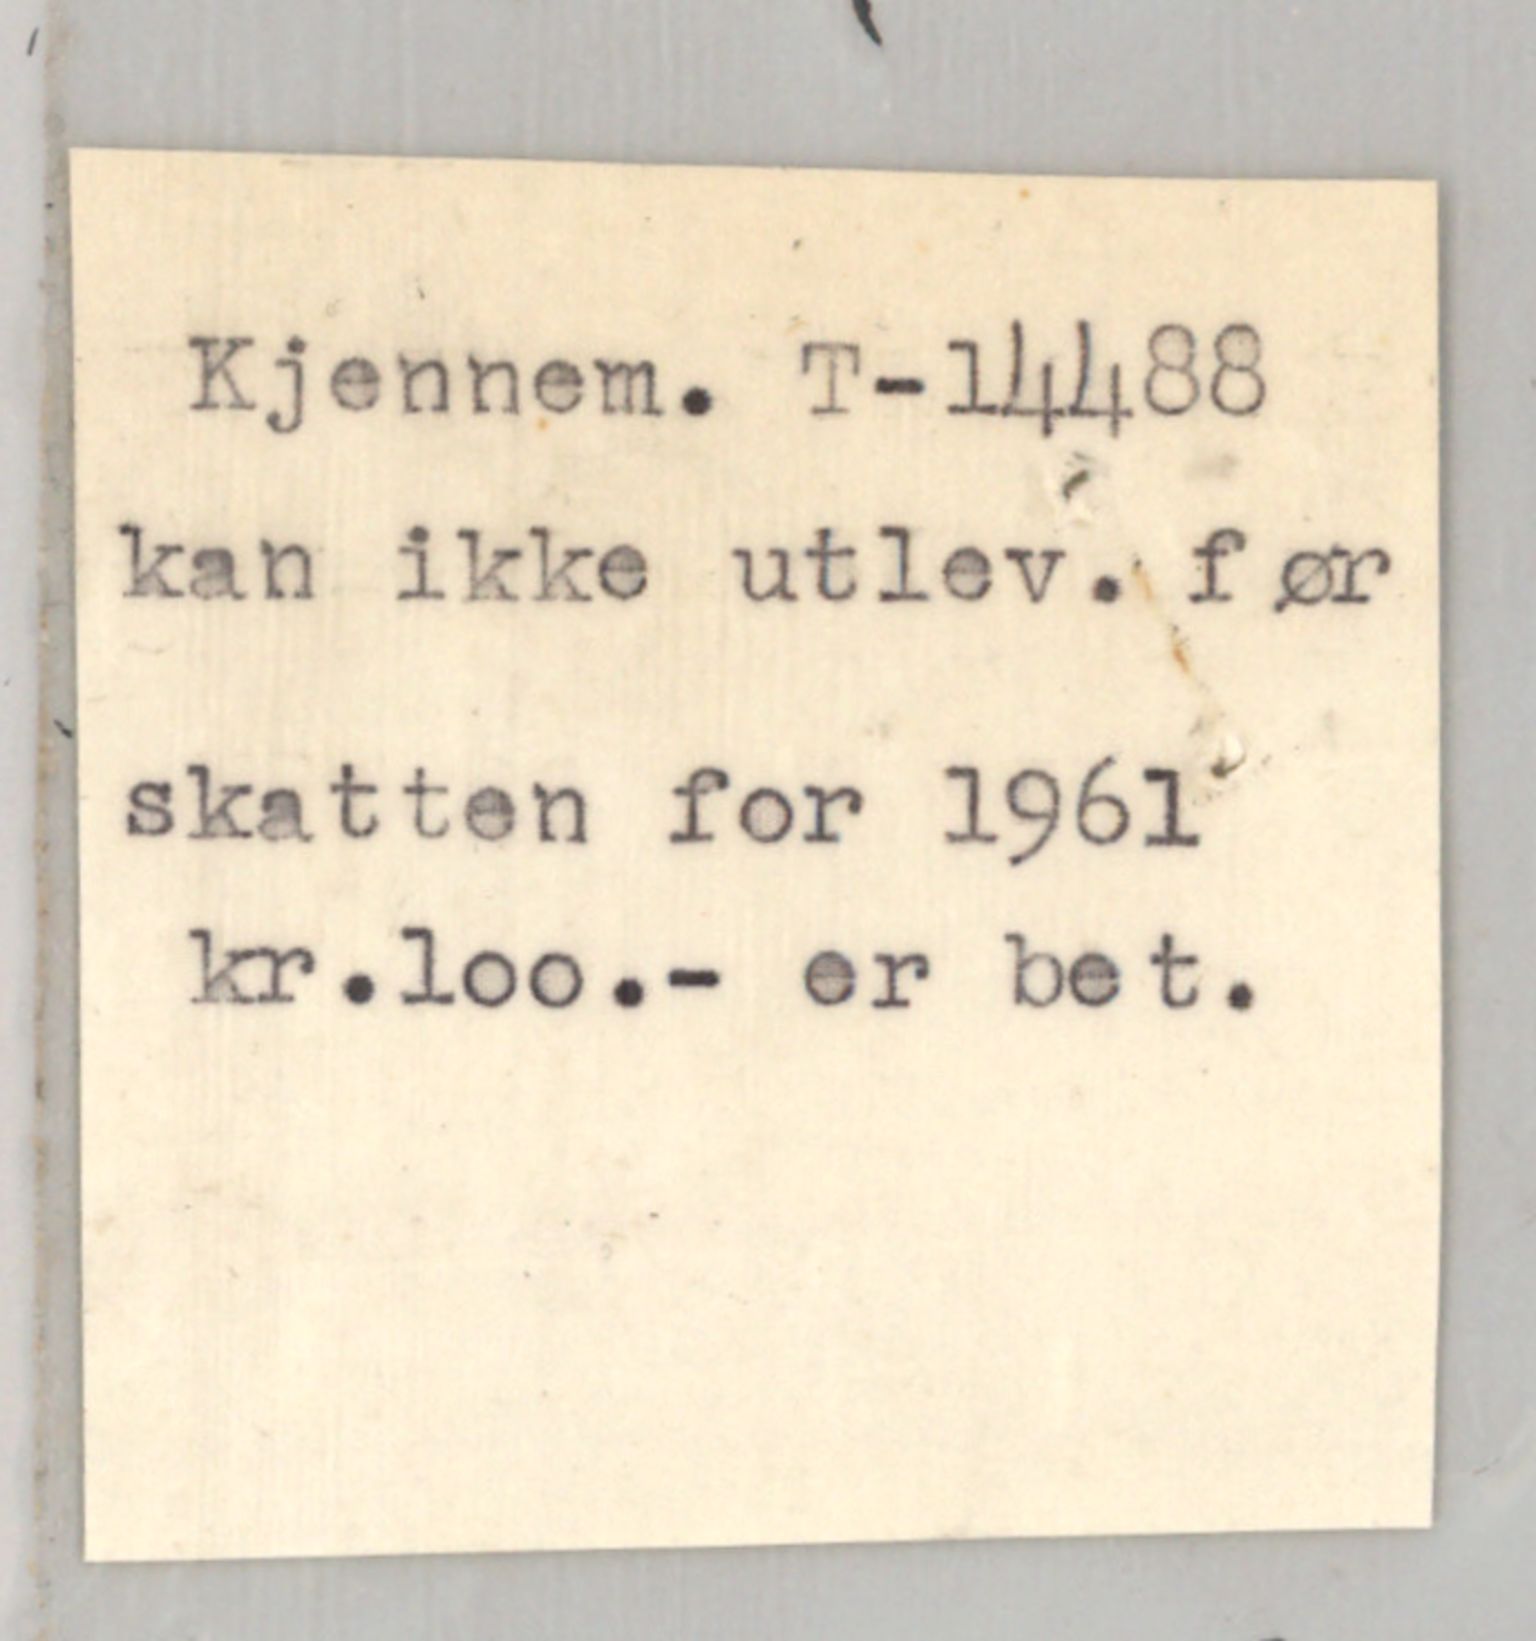 Kjennem. T-14488
kan ikke utlev. før
skatten for 1961
kr.loo.- er bet.